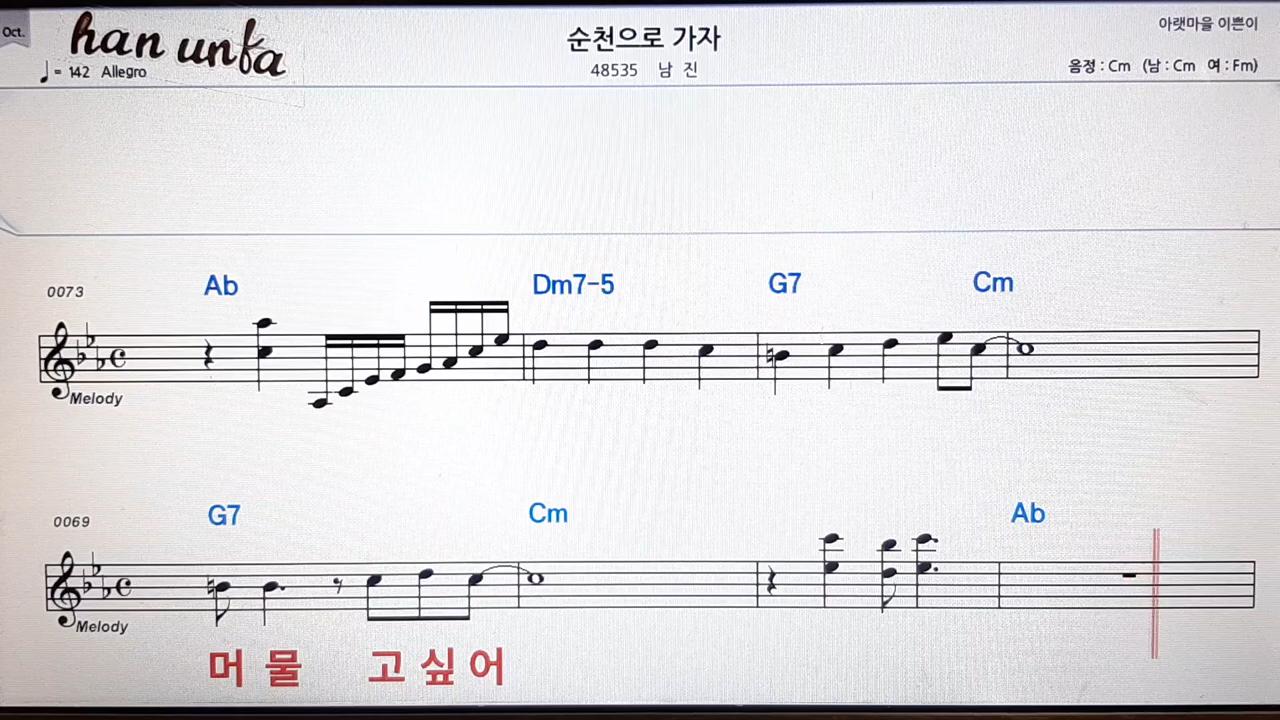 Oct.
han unfa
순천으로 가자
아랫마을 이쁜이
♩= 142 Allegro
48535 남 진
음정 : Cm (남 : Cm 여 : Fm)
0073
Ab Dm7-5 G7 Cm
Melody
0069
G7 Cm Ab
Melody
머 물 고 싶 어